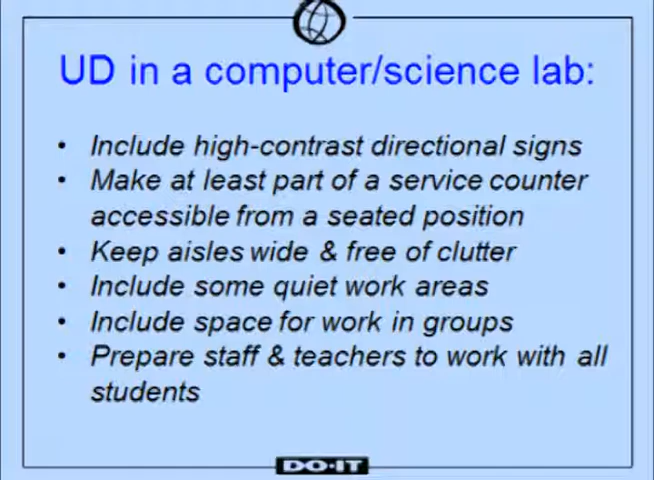 UD in a computer/science lab:
• Include high-contrast directional signs
• Make at least part of a service counter
accessible from a seated position
• Keep aisles wide & free of clutter
• Include some quiet work areas
• Include space for work in groups
• Prepare staff & teachers to work with all
students
DO-IT